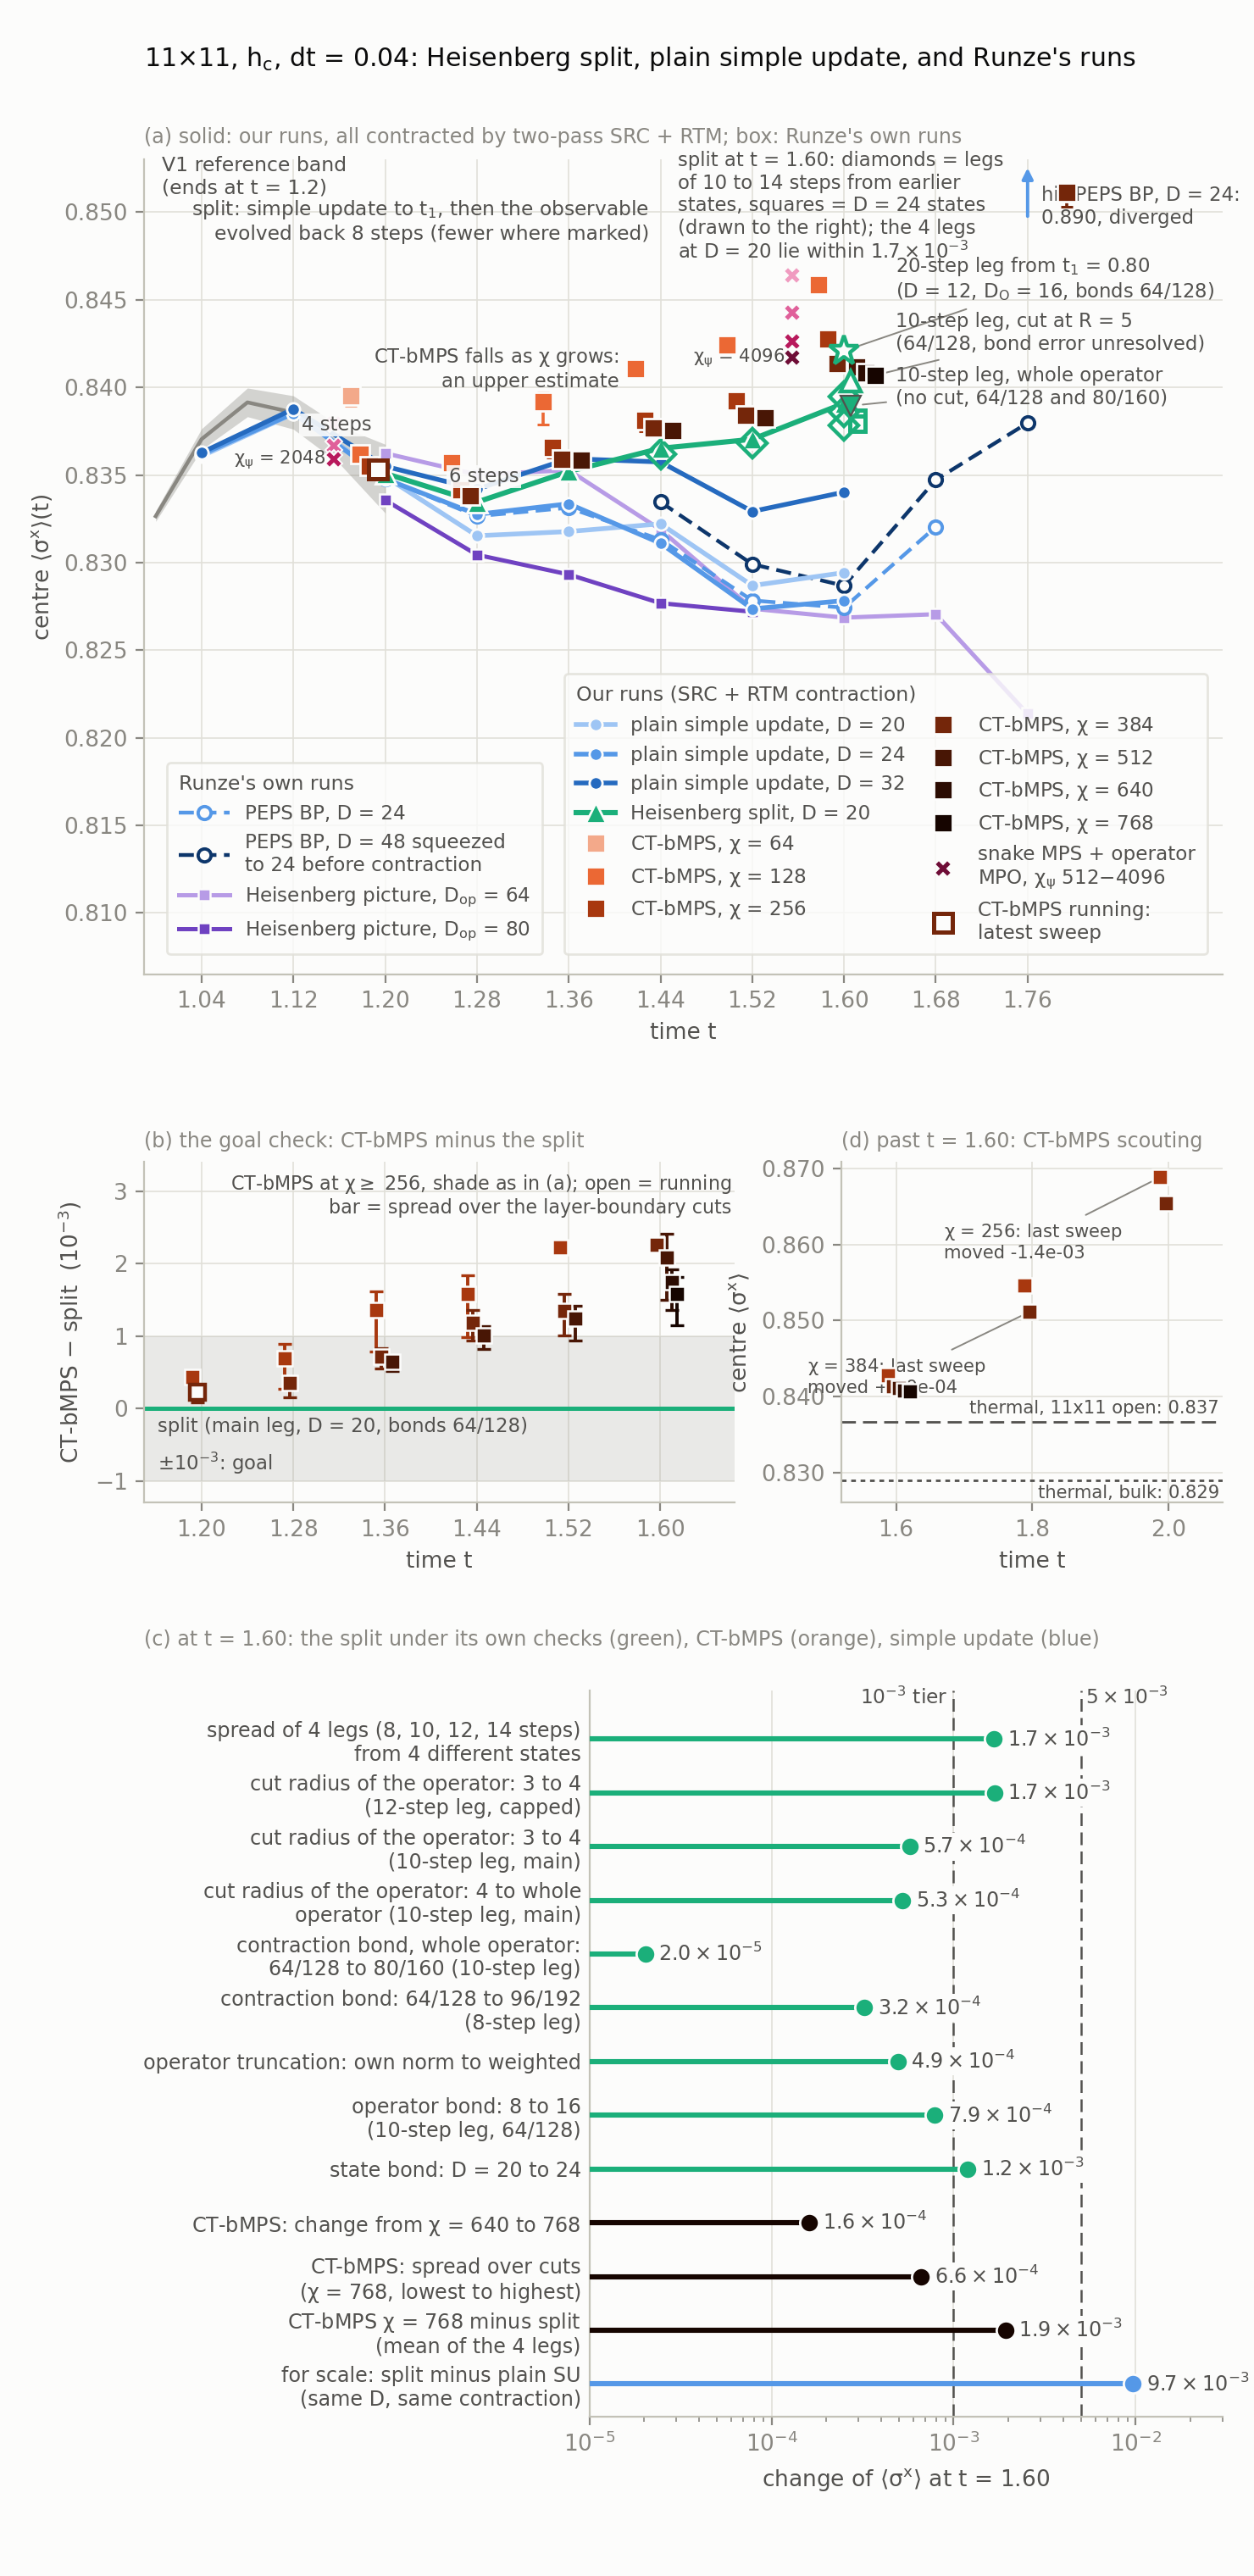 11×11, h_c, dt = 0.04: Heisenberg split, plain simple update, and Runze's runs
(a) solid: our runs, all contracted by two-pass SRC + RTM; box: Runze's own runs
V1 reference band
(ends at t = 1.2)
split: simple update to t₁, then the observable
evolved back 8 steps (fewer where marked)
split at t = 1.60: diamonds = legs
of 10 to 14 steps from earlier
states, squares = D = 24 states
(drawn to the right); the 4 legs
at D = 20 lie within 1.7 × 10⁻³
PEPS BP, D = 24:
0.890, diverged
20-step leg from t₁ = 0.80
(D = 12, D_O = 16, bonds 64/128)
10-step leg, cut at R = 5
(64/128, bond error unresolved)
10-step leg, whole operator
(no cut, 64/128 and 80/160)
CT-bMPS falls as χ grows:
an upper estimate
χ_ψ = 4096
4 steps
χ_ψ = 2048
6 steps
0.850
0.845
0.840
0.835
0.830
0.825
0.820
0.815
0.810
centre ⟨σˣ⟩(t)
Runze's own runs
PEPS BP, D = 24
PEPS BP, D = 48 squeezed
to 24 before contraction
Heisenberg picture, D_op = 64
Heisenberg picture, D_op = 80
Our runs (SRC + RTM contraction)
plain simple update, D = 20
plain simple update, D = 24
plain simple update, D = 32
Heisenberg split, D = 20
CT-bMPS, χ = 64
CT-bMPS, χ = 128
CT-bMPS, χ = 256
CT-bMPS, χ = 384
CT-bMPS, χ = 512
CT-bMPS, χ = 640
CT-bMPS, χ = 768
snake MPS + operator
MPO, χ_ψ 512−4096
CT-bMPS running:
latest sweep
1.04 1.12 1.20 1.28 1.36 1.44 1.52 1.60 1.68 1.76
time t
(b) the goal check: CT-bMPS minus the split
CT-bMPS at χ ≥ 256, shade as in (a); open = running
bar = spread over the layer-boundary cuts
3
2
1
0
−1
CT-bMPS − split (10⁻³)
split (main leg, D = 20, bonds 64/128)
±10⁻³: goal
1.20 1.28 1.36 1.44 1.52 1.60
time t
(d) past t = 1.60: CT-bMPS scouting
0.870
0.860
0.850
0.840
0.830
centre ⟨σˣ⟩
χ = 256: last sweep
moved -1.4e-03
χ = 384: last sweep
thermal, 11x11 open: 0.837
thermal, bulk: 0.829
1.6 1.8 2.0
time t
(c) at t = 1.60: the split under its own checks (green), CT-bMPS (orange), simple update (blue)
10⁻³ tier
5 × 10⁻³
spread of 4 legs (8, 10, 12, 14 steps)
from 4 different states
1.7 × 10⁻³
cut radius of the operator: 3 to 4
(12-step leg, capped)
1.7 × 10⁻³
cut radius of the operator: 3 to 4
(10-step leg, main)
5.7 × 10⁻⁴
cut radius of the operator: 4 to whole
operator (10-step leg, main)
5.3 × 10⁻⁴
contraction bond, whole operator:
64/128 to 80/160 (10-step leg)
2.0 × 10⁻⁵
contraction bond: 64/128 to 96/192
(8-step leg)
3.2 × 10⁻⁴
operator truncation: own norm to weighted
4.9 × 10⁻⁴
operator bond: 8 to 16
(10-step leg, 64/128)
7.9 × 10⁻⁴
state bond: D = 20 to 24
1.2 × 10⁻³
CT-bMPS: change from χ = 640 to 768
1.6 × 10⁻⁴
CT-bMPS: spread over cuts
(χ = 768, lowest to highest)
6.6 × 10⁻⁴
CT-bMPS χ = 768 minus split
(mean of the 4 legs)
1.9 × 10⁻³
for scale: split minus plain SU
(same D, same contraction)
9.7 × 10⁻³
10⁻⁵ 10⁻⁴ 10⁻³ 10⁻²
change of ⟨σˣ⟩ at t = 1.60